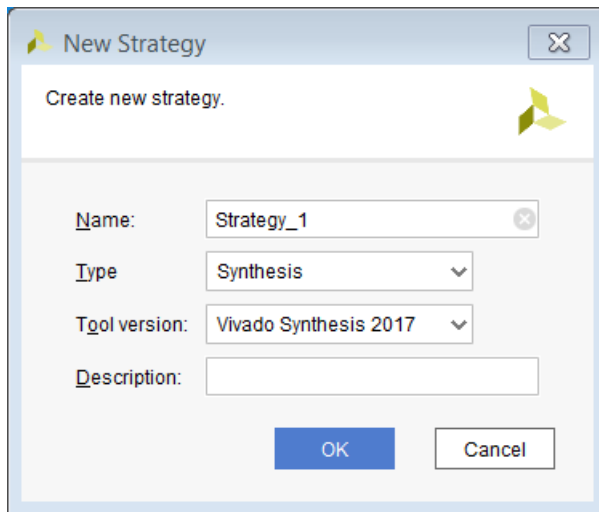 New Strategy
Create new strategy.
Name: Strategy_1
Type Synthesis
Tool version: Vivado Synthesis 2017
Description:
OK Cancel